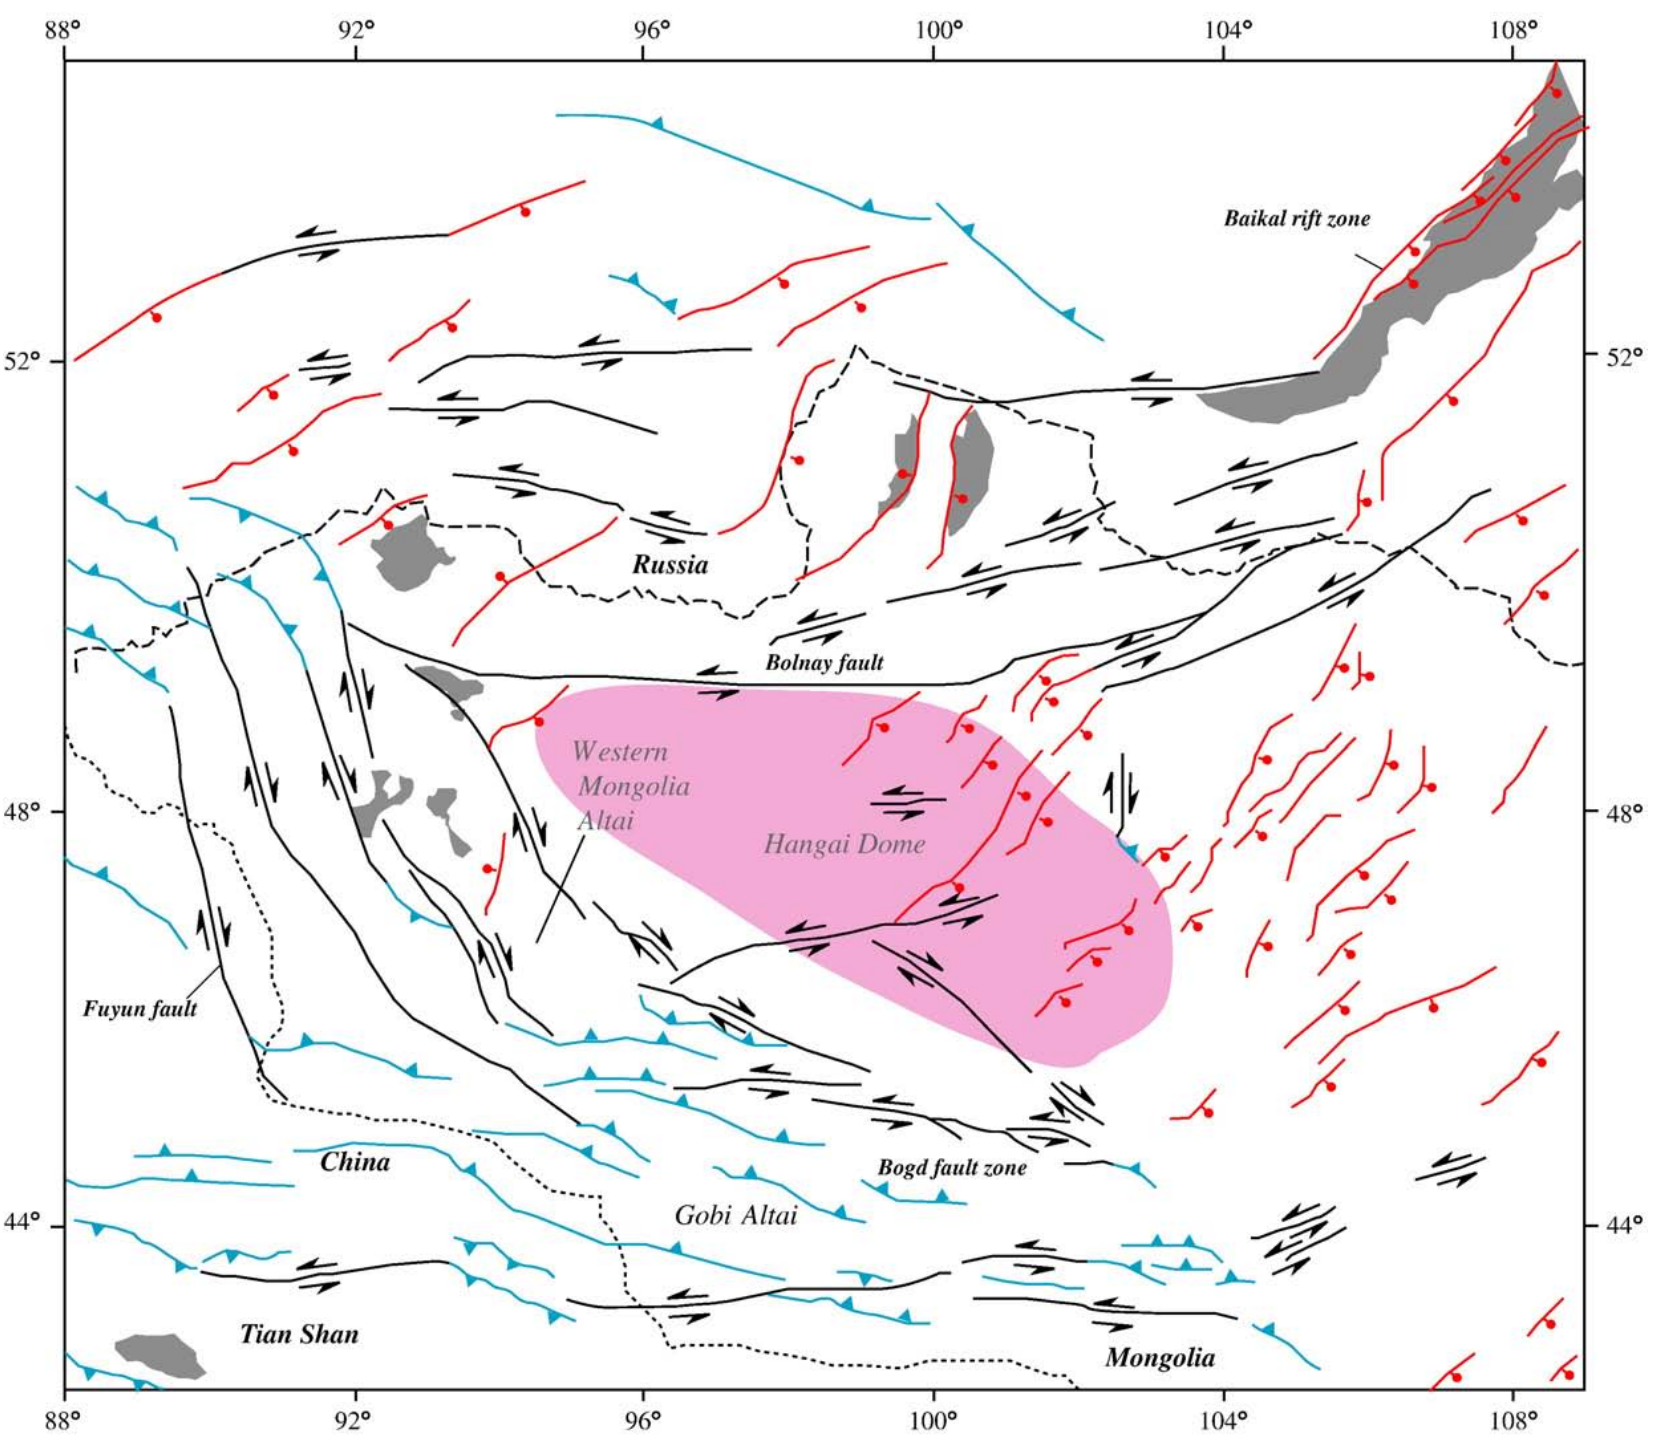 88°
92°
96°
100°
104°
108°
Baikal rift zone
52°
52°
Russia
Bolnay fault
Western
Mongolia
Altai
48°
48°
Hangai Dome
Fuyun fault
China
Bogd fault zone
Gobi Altai
44°
44°
Tian Shan
Mongolia
88°
92°
96°
100°
104°
108°